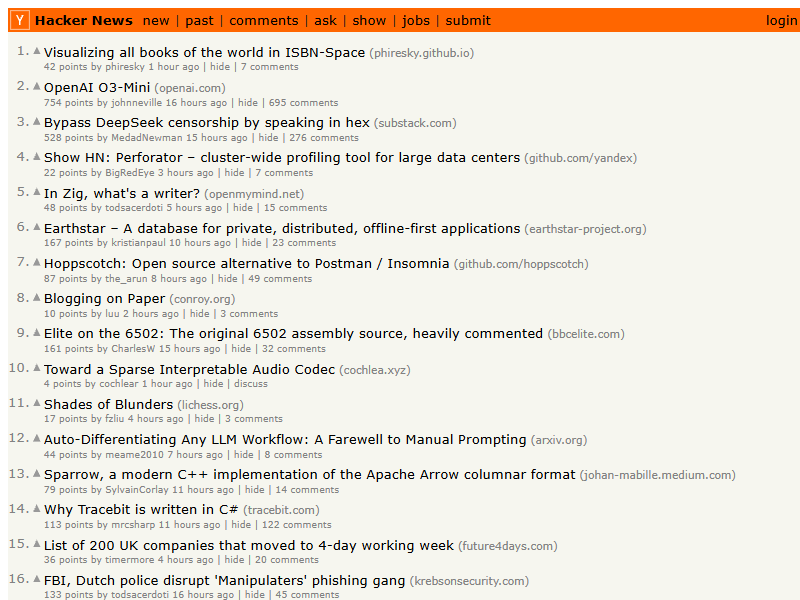 Y Hacker News new | past | comments | ask | show | jobs | submit login
1. ▲ Visualizing all books of the world in ISBN-Space (phiresky.github.io)
42 points by phiresky 1 hour ago | hide | 7 comments
2. ▲ OpenAI O3-Mini (openai.com)
754 points by johnneville 16 hours ago | hide | 695 comments
3. ▲ Bypass DeepSeek censorship by speaking in hex (substack.com)
528 points by MedadNewman 15 hours ago | hide | 276 comments
4. ▲ Show HN: Perforator – cluster-wide profiling tool for large data centers (github.com/yandex)
22 points by BigRedEye 3 hours ago | hide | 7 comments
5. ▲ In Zig, what's a writer? (openmymind.net)
48 points by todsacerdoti 5 hours ago | hide | 15 comments
6. ▲ Earthstar – A database for private, distributed, offline-first applications (earthstar-project.org)
167 points by kristianpaul 10 hours ago | hide | 23 comments
7. ▲ Hoppscotch: Open source alternative to Postman / Insomnia (github.com/hoppscotch)
87 points by the_arun 8 hours ago | hide | 49 comments
8. ▲ Blogging on Paper (conroy.org)
10 points by luu 2 hours ago | hide | 3 comments
9. ▲ Elite on the 6502: The original 6502 assembly source, heavily commented (bbcelite.com)
161 points by CharlesW 15 hours ago | hide | 32 comments
10. ▲ Toward a Sparse Interpretable Audio Codec (cochlea.xyz)
4 points by cochlear 1 hour ago | hide | discuss
11. ▲ Shades of Blunders (lichess.org)
17 points by fzliu 4 hours ago | hide | 3 comments
12. ▲ Auto-Differentiating Any LLM Workflow: A Farewell to Manual Prompting (arxiv.org)
44 points by meame2010 7 hours ago | hide | 8 comments
13. ▲ Sparrow, a modern C++ implementation of the Apache Arrow columnar format (johan-mabille.medium.com)
79 points by SylvainCorlay 11 hours ago | hide | 14 comments
14. ▲ Why Tracebit is written in C# (tracebit.com)
113 points by mrcsharp 11 hours ago | hide | 122 comments
15. ▲ List of 200 UK companies that moved to 4-day working week (future4days.com)
36 points by timermore 4 hours ago | hide | 20 comments
16. ▲ FBI, Dutch police disrupt 'Manipulaters' phishing gang (krebsonsecurity.com)
133 points by todsacerdoti 16 hours ago | hide | 45 comments